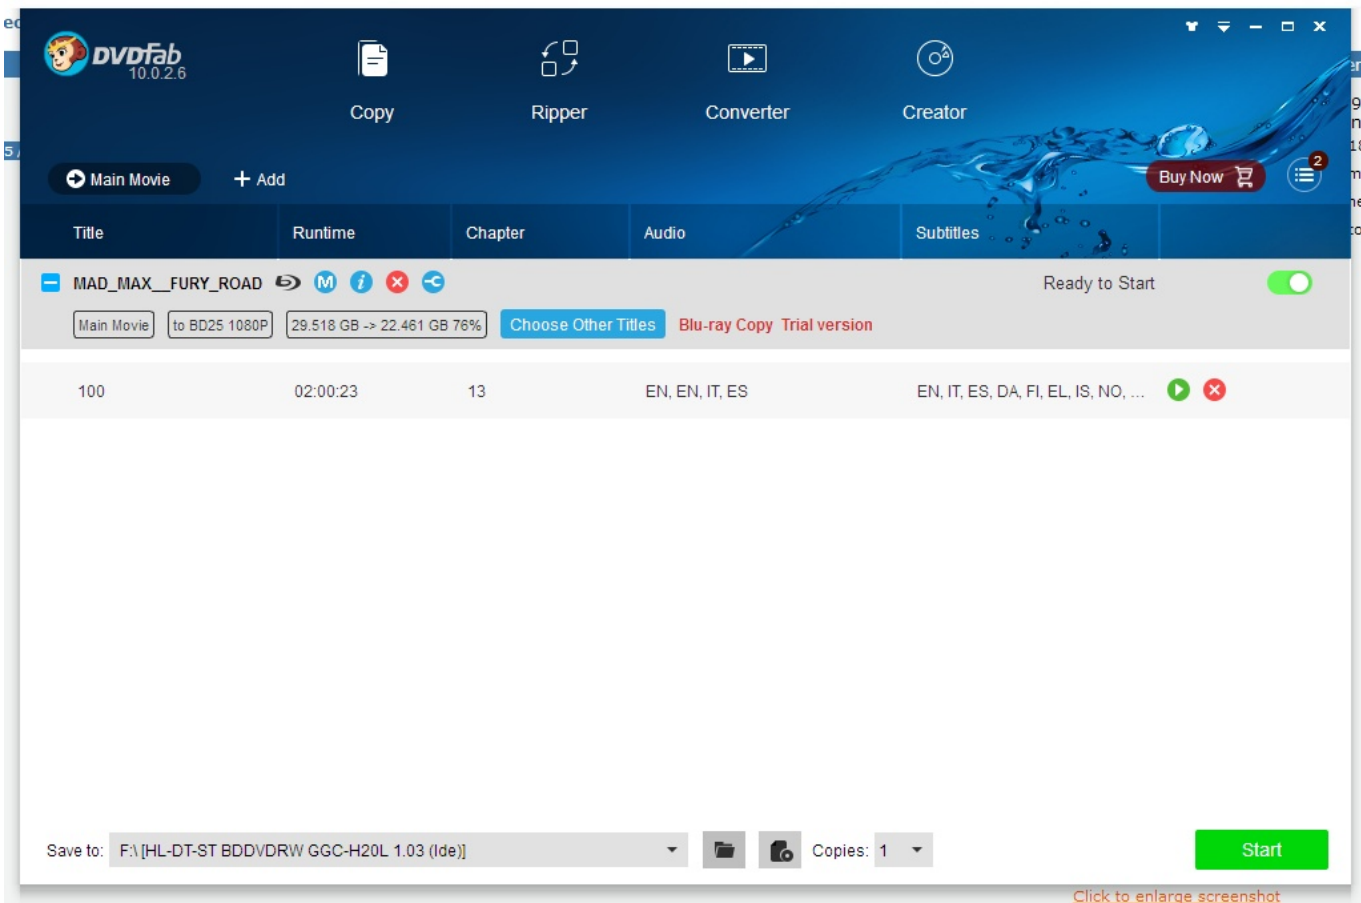 DVDFab
10.0.2.6
Copy
Ripper
Converter
Creator
Main Movie
+ Add
Buy Now
2
Title
Runtime
Chapter
Audio
Subtitles
MAD_MAX__FURY_ROAD
Ready to Start
Main Movie
to BD25 1080P
29.518 GB -> 22.461 GB 76%
Choose Other Titles
Blu-ray Copy Trial version
100
02:00:23
13
EN, EN, IT, ES
EN, IT, ES, DA, FI, EL, IS, NO, ...
Save to:
F:\ [HL-DT-ST BDDVDRW GGC-H20L 1.03 (Ide)]
Copies: 1
Start
Click to enlarge screenshot